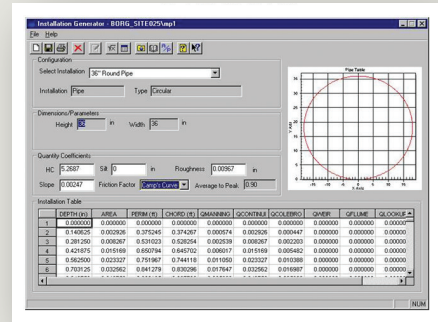 Installation Generator - BORG_SITE025\mp1
File Help
Configuration
Select Installation 36" Round Pipe
Installation Pipe Type Circular
Dimensions/Parameters
Height 36 in Width 36 in
Quantity Coefficients
HC 5.2687 Silt 0 in Roughness 0.00967 in
Slope 0.00247 Friction Factor Camp's Curve Average to Peak 0.90
Y Axis
X Axis
Installation Table
DEPTH (in) AREA PERIM (ft) CHORD (ft) QMANNING QCONTINUI QCOLEBRO QWEIR QFLUME QLOOKUF
1 0.000000 0.000000 0.000000 0.000000 0.000000 0.000000 0.000000 0.000000 0.000000 0.000000
2 0.140625 0.002926 0.375245 0.374267 0.000574 0.002926 0.000447 0.000000 0.000000 0.000000
3 0.281250 0.008267 0.531023 0.528254 0.002539 0.008267 0.002203 0.000000 0.000000 0.000000
4 0.421875 0.015169 0.650794 0.645702 0.006017 0.015169 0.005482 0.000000 0.000000 0.000000
5 0.562500 0.023327 0.751967 0.744118 0.011050 0.023327 0.010388 0.000000 0.000000 0.000000
6 0.703125 0.032562 0.841279 0.830296 0.017647 0.032562 0.016987 0.000000 0.000000 0.000000
NUM